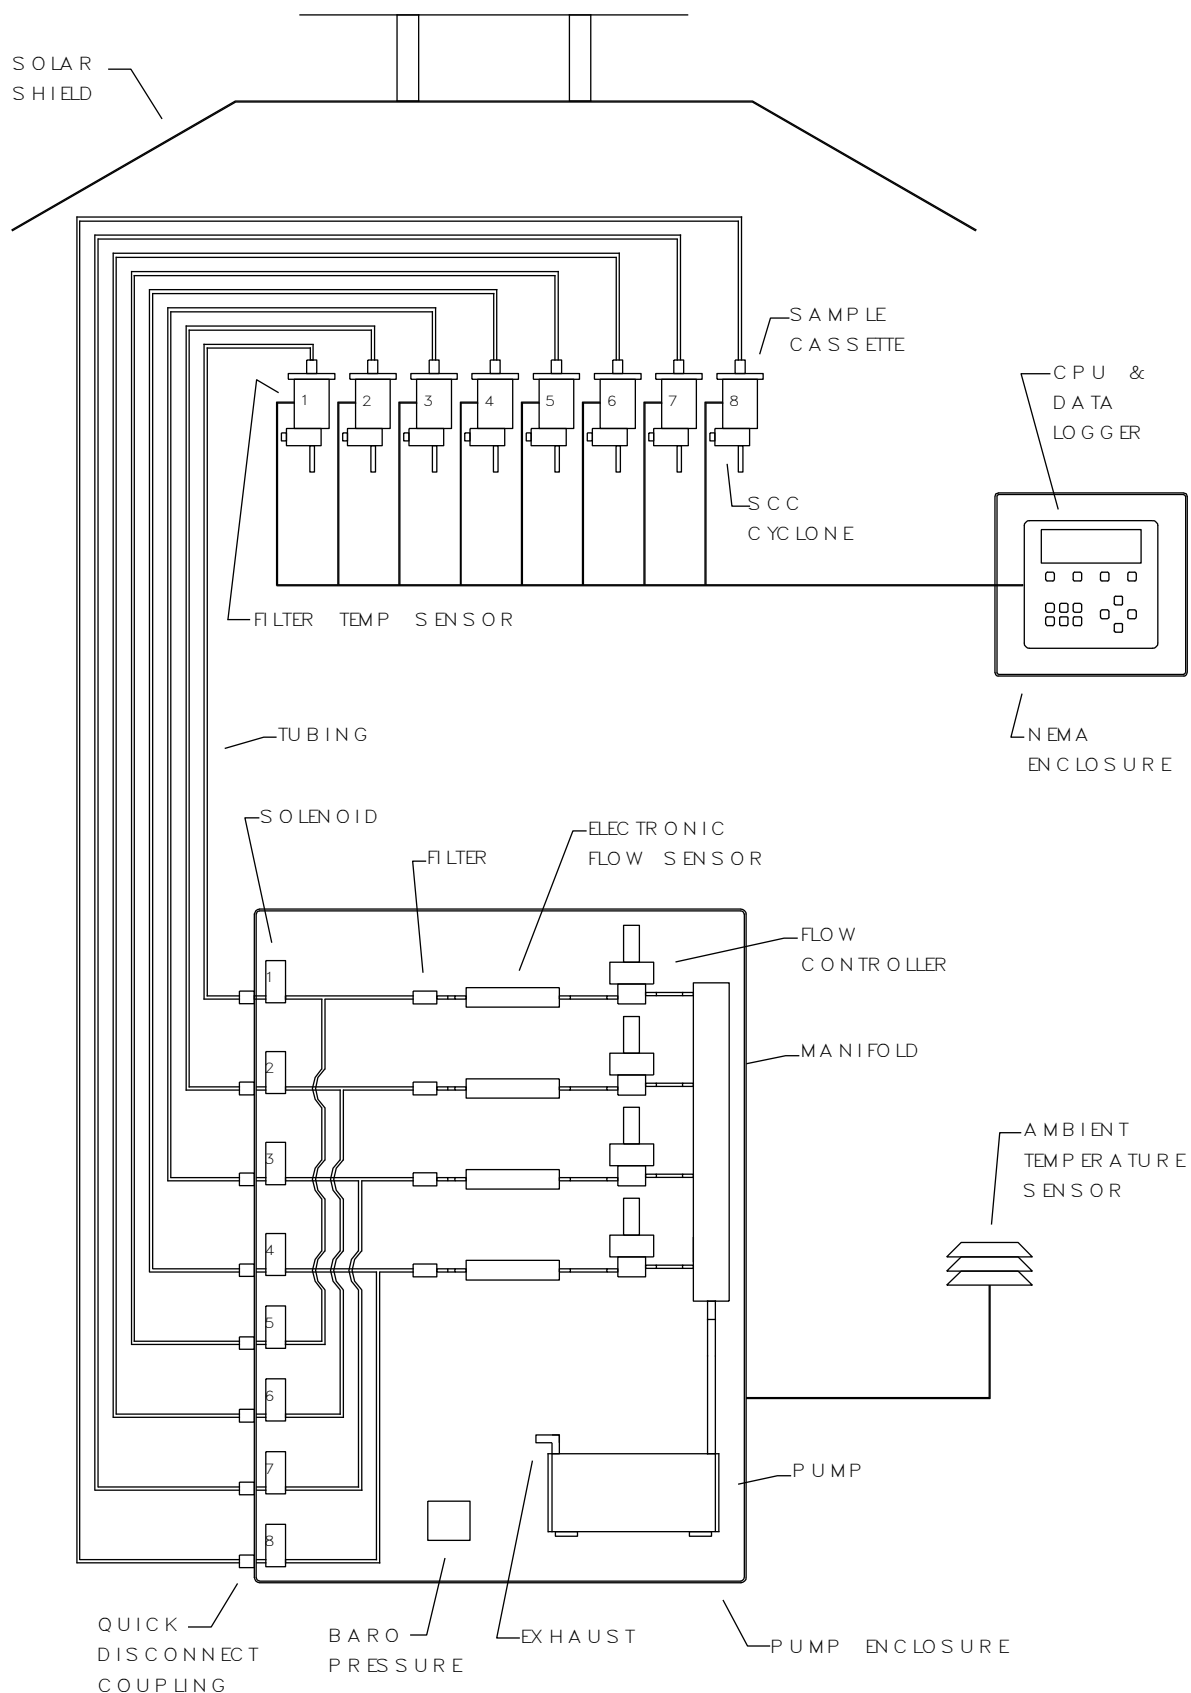 SOLAR
SHIELD
SAMPLE
CASSETTE
CPU &
DATA
LOGGER
1 2 3 4 5 6 7 8
SCC
CYCLONE
FILTER TEMP SENSOR
TUBING
NEMA
ENCLOSURE
SOLENOID
ELECTRONIC
FLOW SENSOR
FILTER
FLOW
CONTROLLER
1
MANIFOLD
2
AMBIENT
TEMPERATURE
SENSOR
3
4
5
6
7
PUMP
8
QUICK
DISCONNECT
COUPLING
BARO
PRESSURE
EXHAUST
PUMP ENCLOSURE